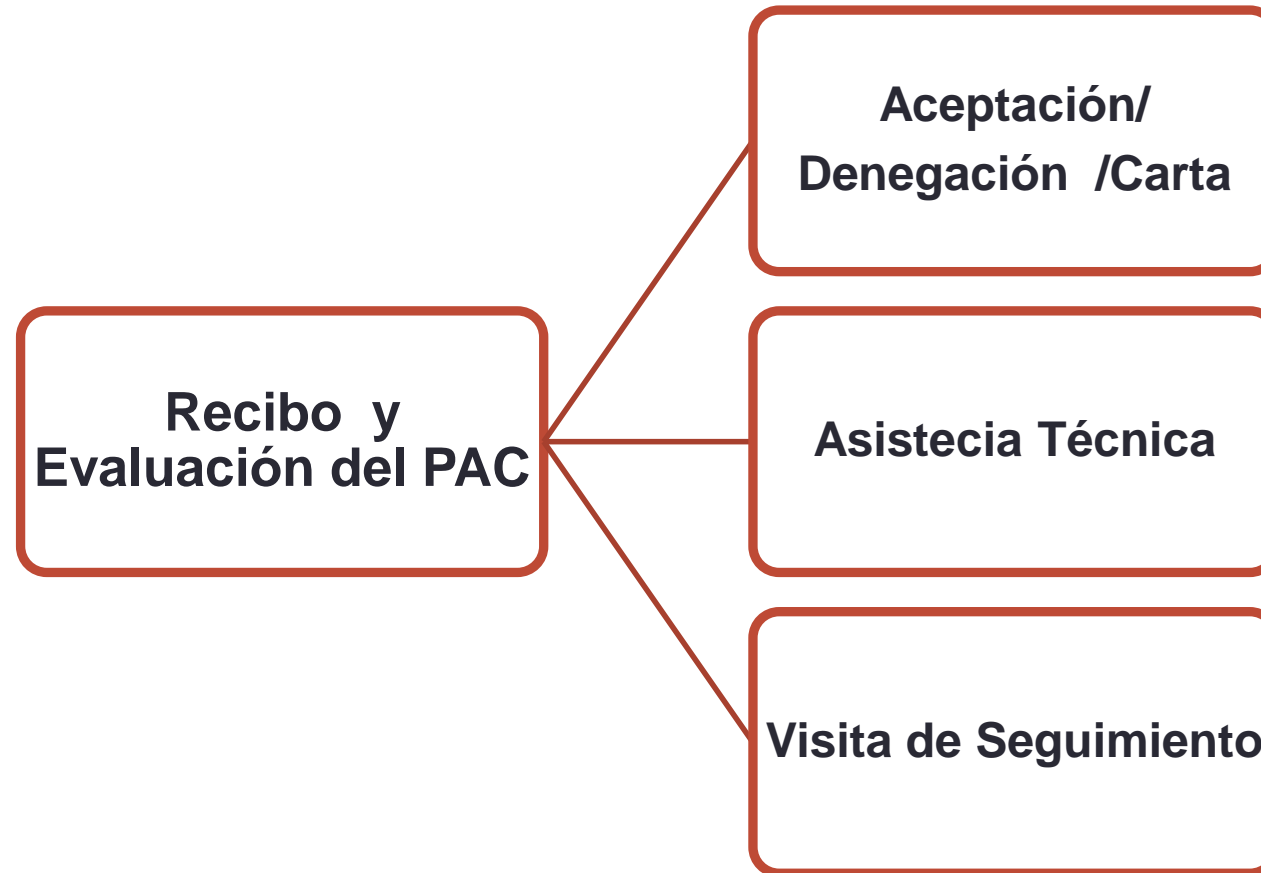 Aceptación/
Denegación /Carta
Recibo y
Evaluación del PAC
Asistecia Técnica
Visita de Seguimiento